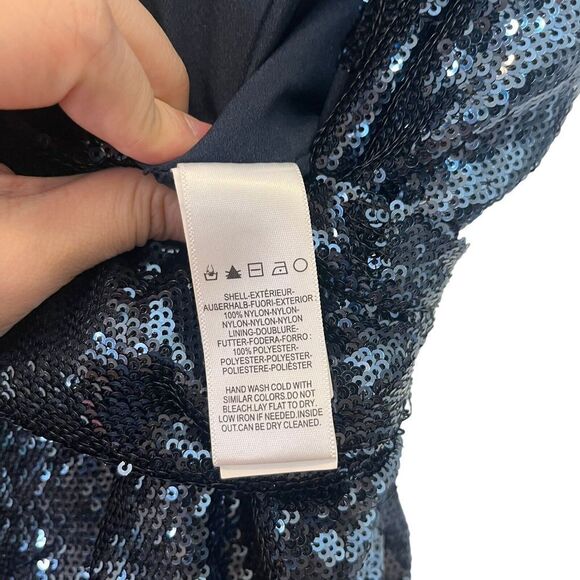 SHELL-EXTÉRIEUR-
AUßERHALB-FUORI-EXTERIOR:
100% NYLON-NYLON-
NYLON-NYLON-NYLON
LINING-DOUBLURE-
FUTTER-FODERA-FORRO:
100% POLYESTER-
POLYESTER-POLYESTER-
POLIESTERE-POLIÉSTER
HAND WASH COLD WITH
SIMILAR COLORS.DO NOT
BLEACH.LAY FLAT TO DRY.
LOW IRON IF NEEDED.INSIDE
OUT.CAN BE DRY CLEANED.